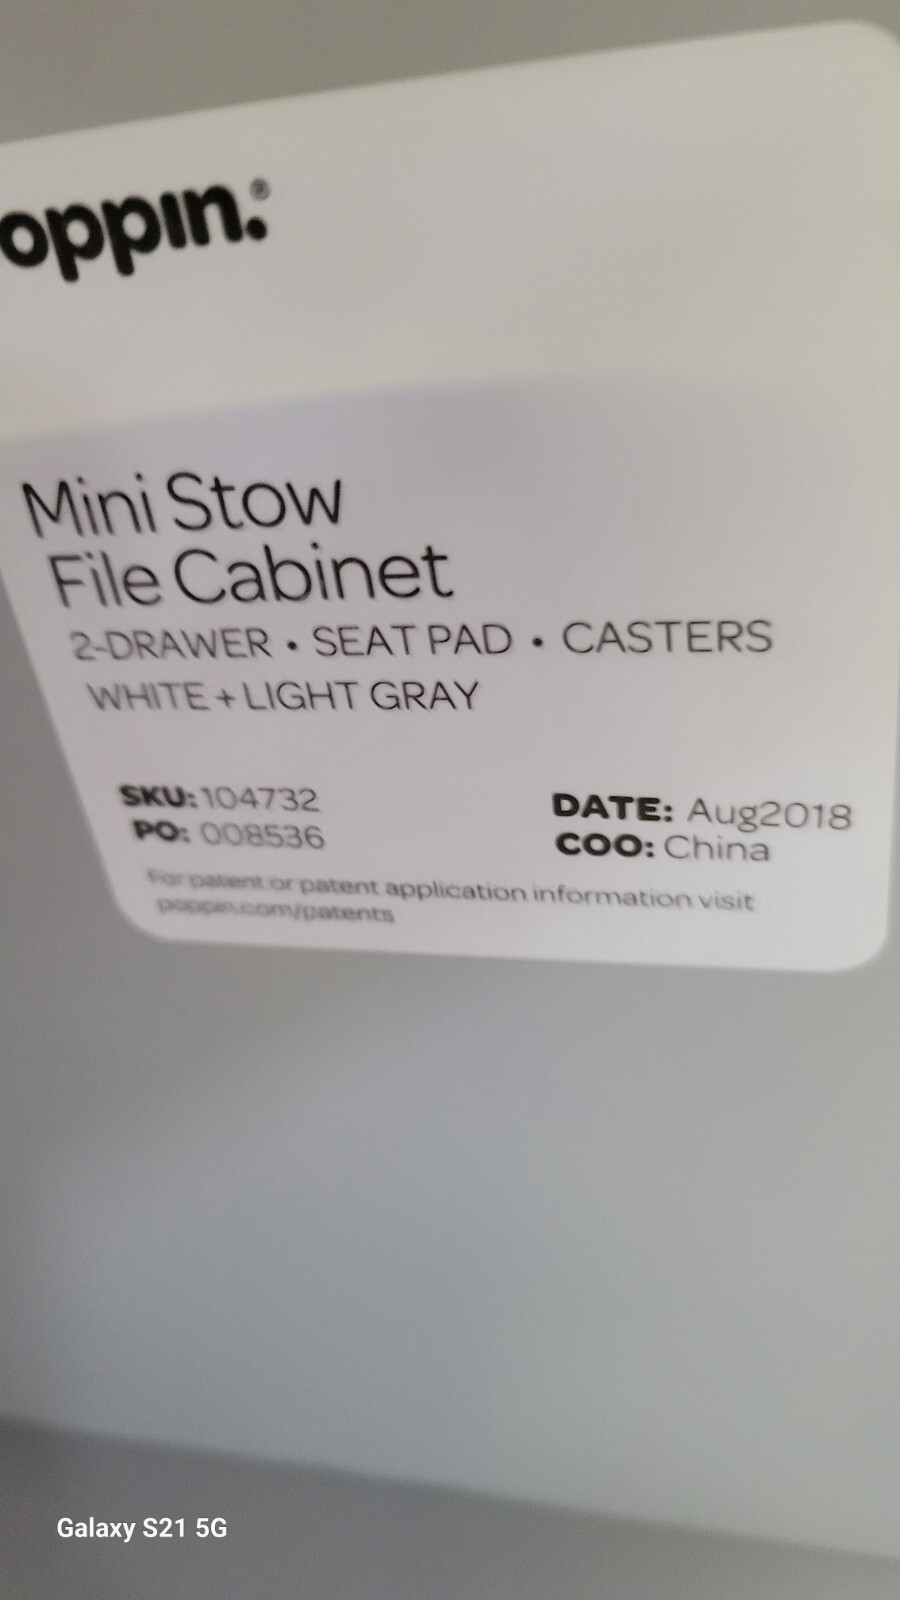 oppin.®
Mini Stow
File Cabinet
2-DRAWER • SEAT PAD • CASTERS
WHITE + LIGHT GRAY
SKU: 104732
PO: 008536
DATE: Aug2018
COO: China
For patent or patent application information visit
poppin.com/patents
Galaxy S21 5G